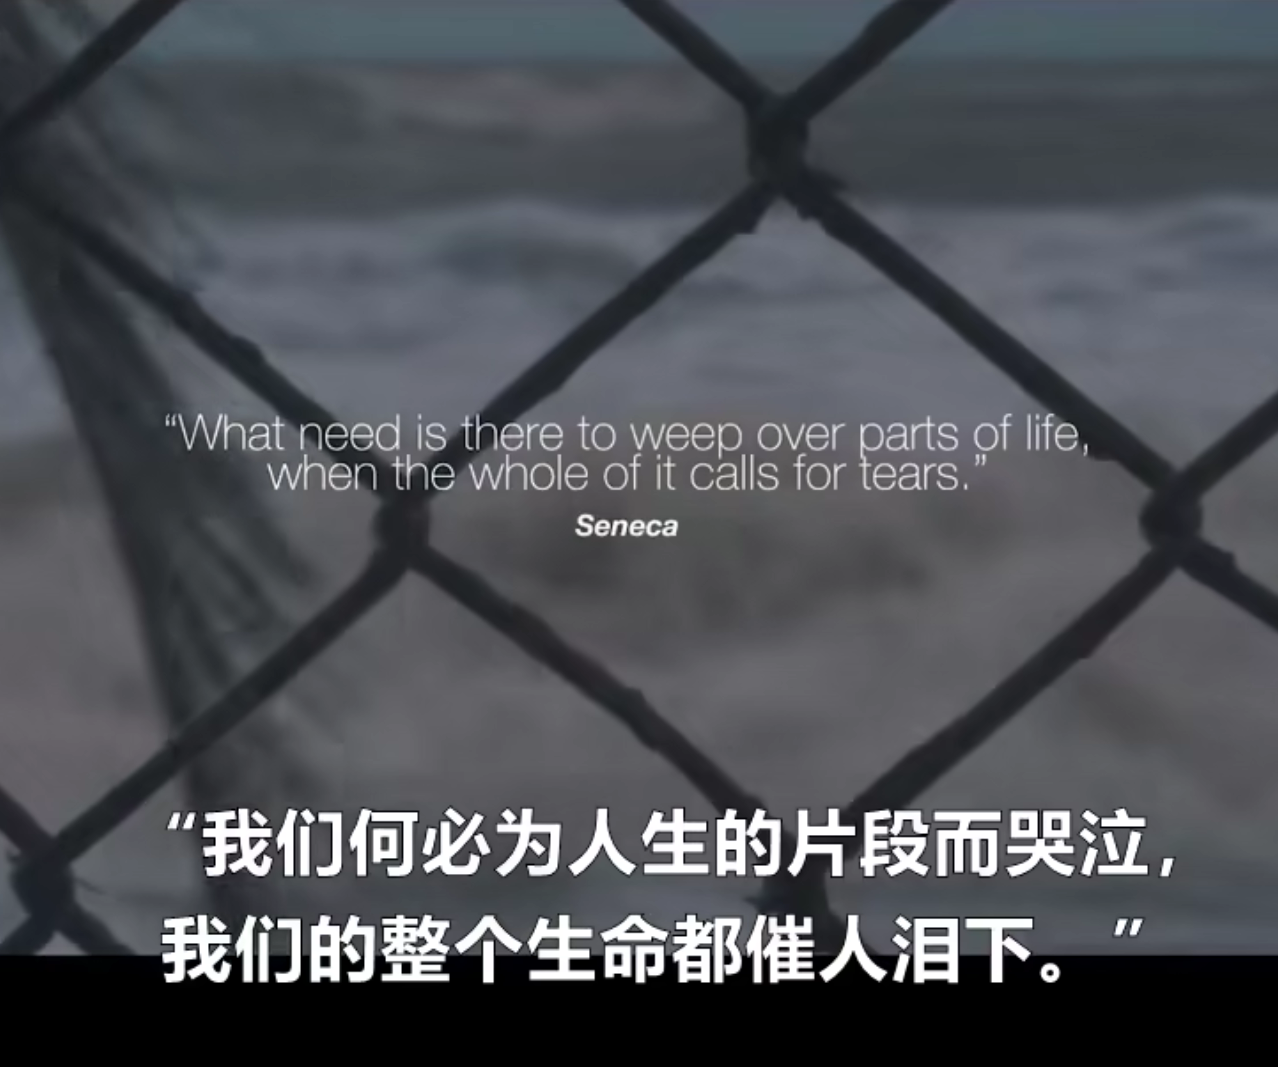 “What need is there to weep over parts of life,
when the whole of it calls for tears.”
Seneca
“我们何必为人生的片段而哭泣，
我们的整个生命都催人泪下。”